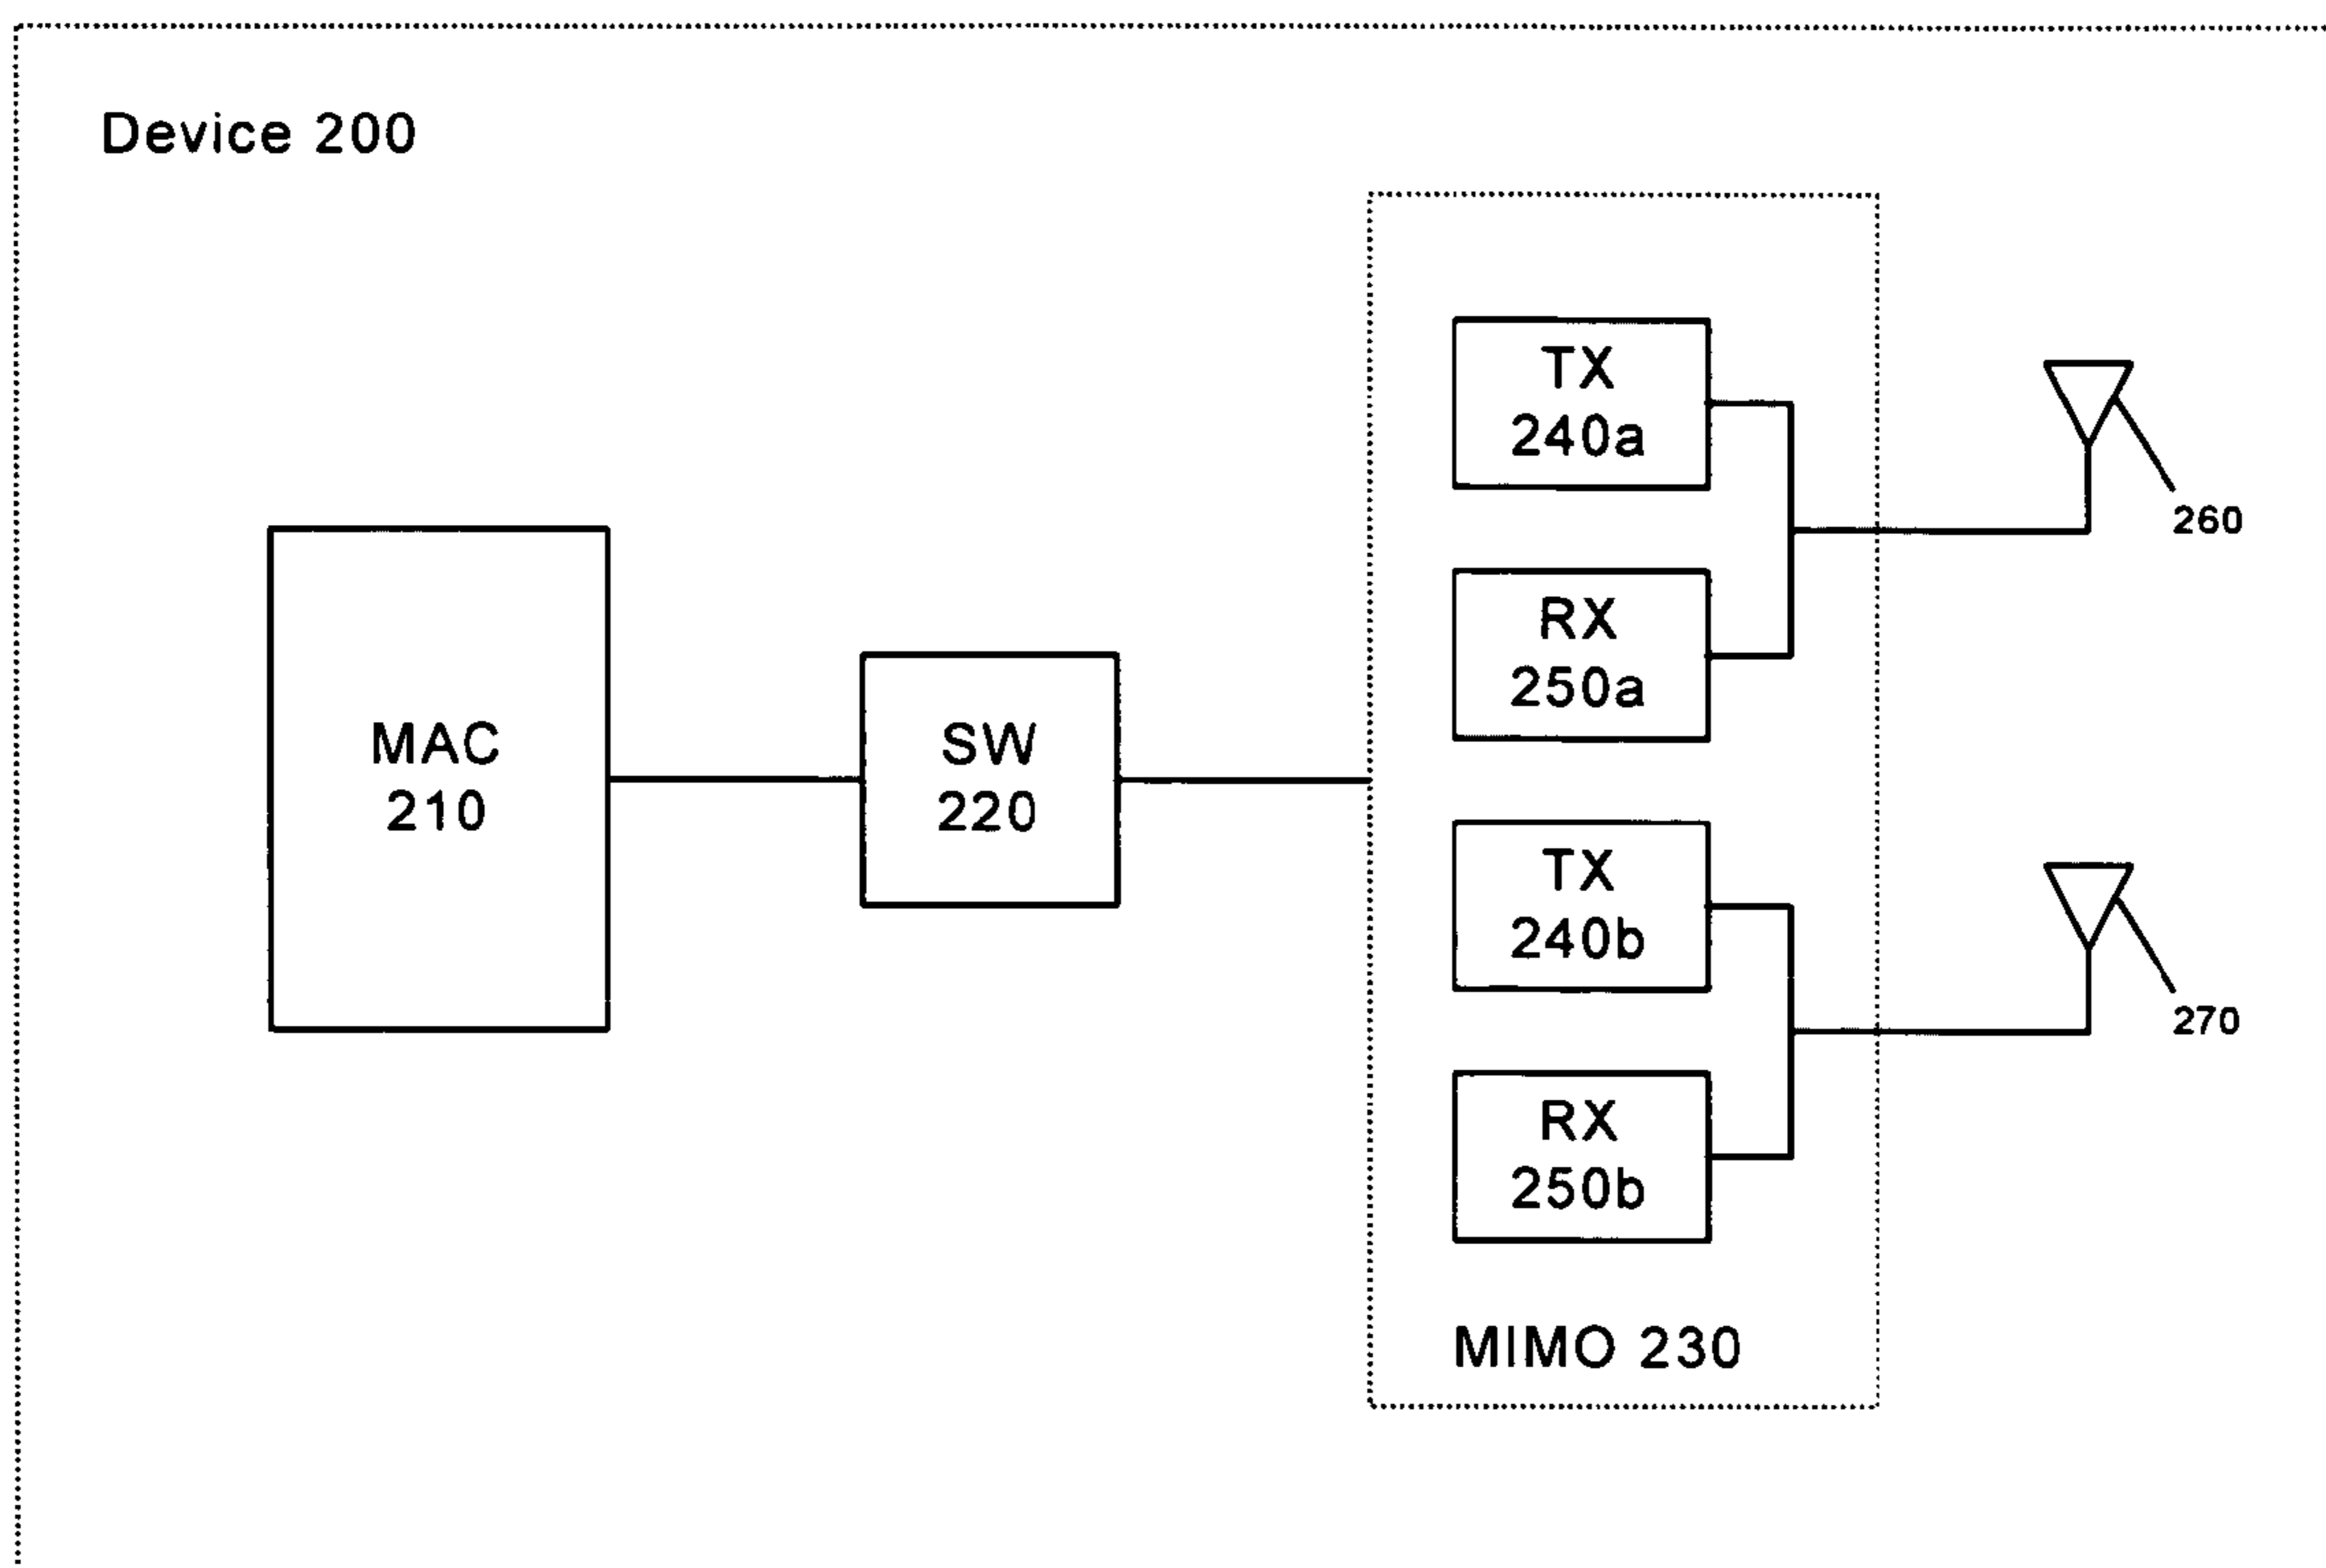 Device 200
TX
240a
260
RX
250a
MAC
210
SW
220
TX
240b
270
RX
250b
MIMO 230